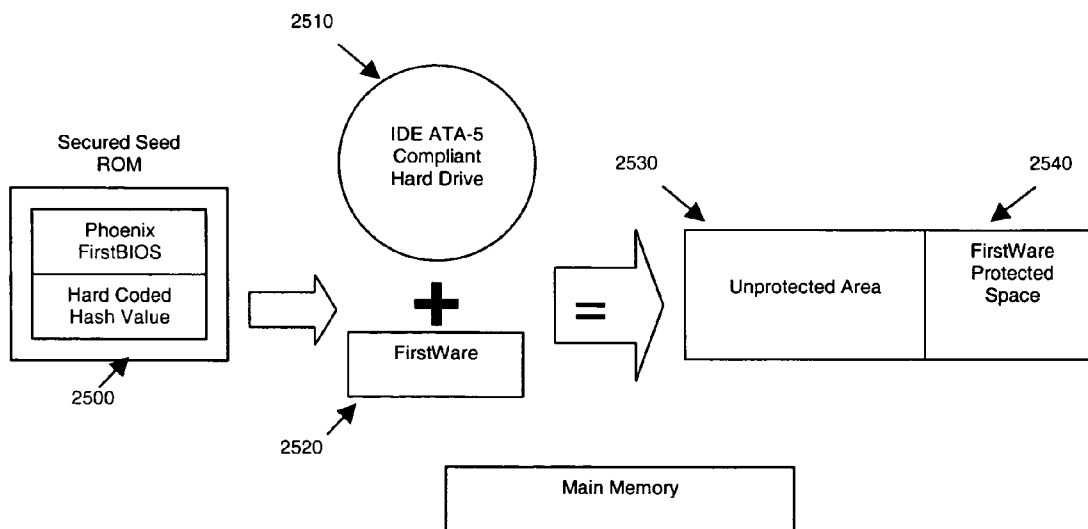 2510
IDE ATA-5
Compliant
Hard Drive
Secured Seed
ROM
2530
2540
Phoenix
FirstBIOS
Hard Coded
Hash Value
+
=
Unprotected Area
FirstWare
Protected
Space
FirstWare
2500
2520
Main Memory